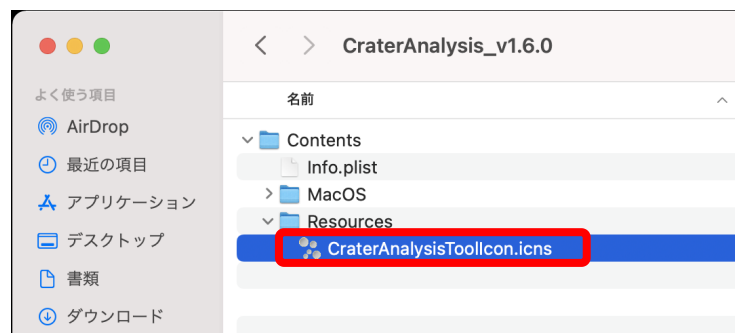 CraterAnalysis_v1.6.0
よく使う項目
AirDrop
最近の項目
アプリケーション
デスクトップ
書類
ダウンロード
名前
Contents
Info.plist
MacOS
Resources
CraterAnalysisToolIcon.icns